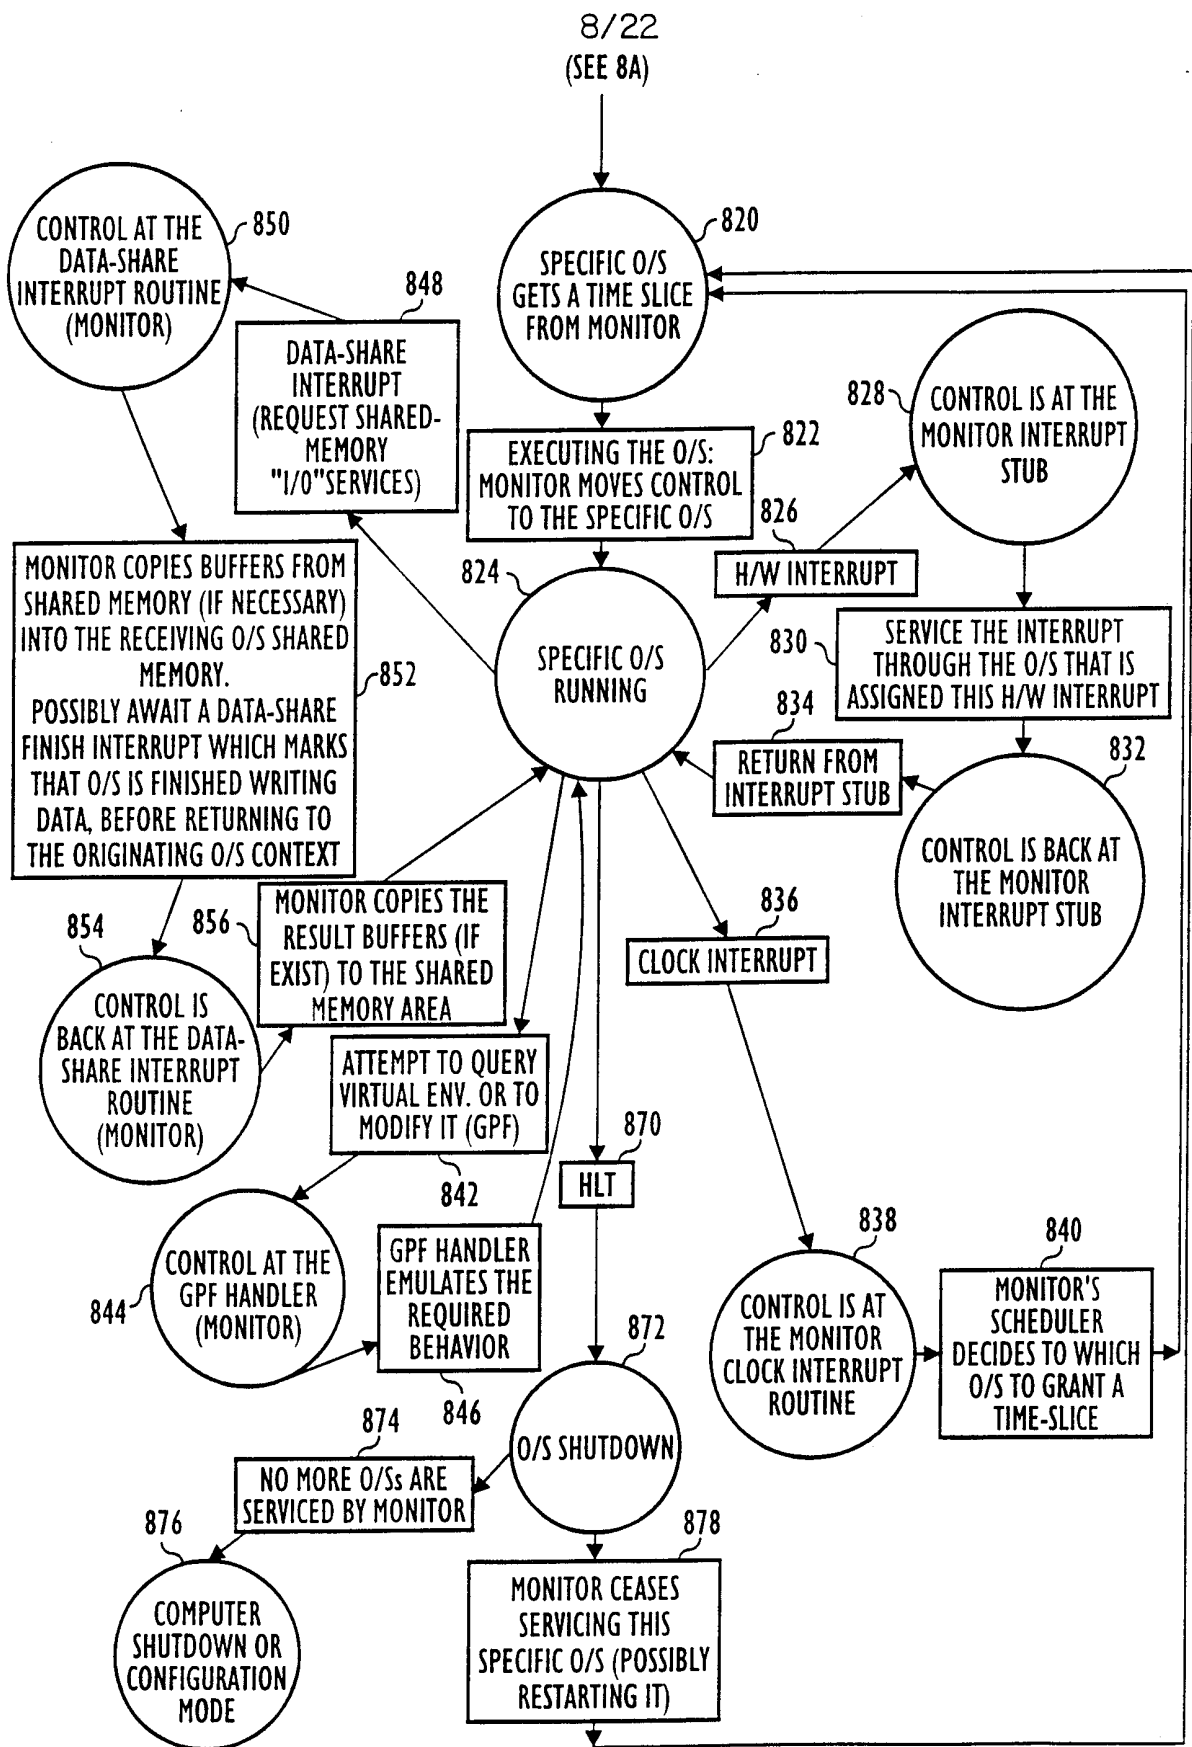 8/22
(SEE 8A)
820
SPECIFIC O/S
GETS A TIME SLICE
FROM MONITOR
850
CONTROL AT THE
DATA-SHARE
INTERRUPT ROUTINE
(MONITOR)
848
DATA-SHARE
INTERRUPT
(REQUEST SHARED-
MEMORY
"I/0"SERVICES)
822
EXECUTING THE O/S:
MONITOR MOVES CONTROL
TO THE SPECIFIC O/S
828
CONTROL IS AT THE
MONITOR INTERRUPT
STUB
826
H/W INTERRUPT
824
SPECIFIC O/S
RUNNING
830
SERVICE THE INTERRUPT
THROUGH THE O/S THAT IS
ASSIGNED THIS H/W INTERRUPT
834
RETURN FROM
INTERRUPT STUB
832
CONTROL IS BACK AT
THE MONITOR
INTERRUPT STUB
MONITOR COPIES BUFFERS FROM
SHARED MEMORY (IF NECESSARY)
INTO THE RECEIVING O/S SHARED
MEMORY.
POSSIBLY AWAIT A DATA-SHARE
FINISH INTERRUPT WHICH MARKS
THAT O/S IS FINISHED WRITING
DATA, BEFORE RETURNING TO
THE ORIGINATING O/S CONTEXT
852
854
CONTROL IS
BACK AT THE DATA-
SHARE INTERRUPT
ROUTINE
(MONITOR)
856
MONITOR COPIES THE
RESULT BUFFERS (IF
EXIST) TO THE SHARED
MEMORY AREA
836
CLOCK INTERRUPT
ATTEMPT TO QUERY
VIRTUAL ENV. OR TO
MODIFY IT (GPF)
842
870
HLT
844
CONTROL AT THE
GPF HANDLER
(MONITOR)
GPF HANDLER
EMULATES THE
REQUIRED
BEHAVIOR
846
838
CONTROL IS AT
THE MONITOR
CLOCK INTERRUPT
ROUTINE
840
MONITOR'S
SCHEDULER
DECIDES TO WHICH
O/S TO GRANT A
TIME-SLICE
872
O/S SHUTDOWN
874
NO MORE O/Ss ARE
SERVICED BY MONITOR
876
COMPUTER
SHUTDOWN OR
CONFIGURATION
MODE
878
MONITOR CEASES
SERVICING THIS
SPECIFIC O/S (POSSIBLY
RESTARTING IT)